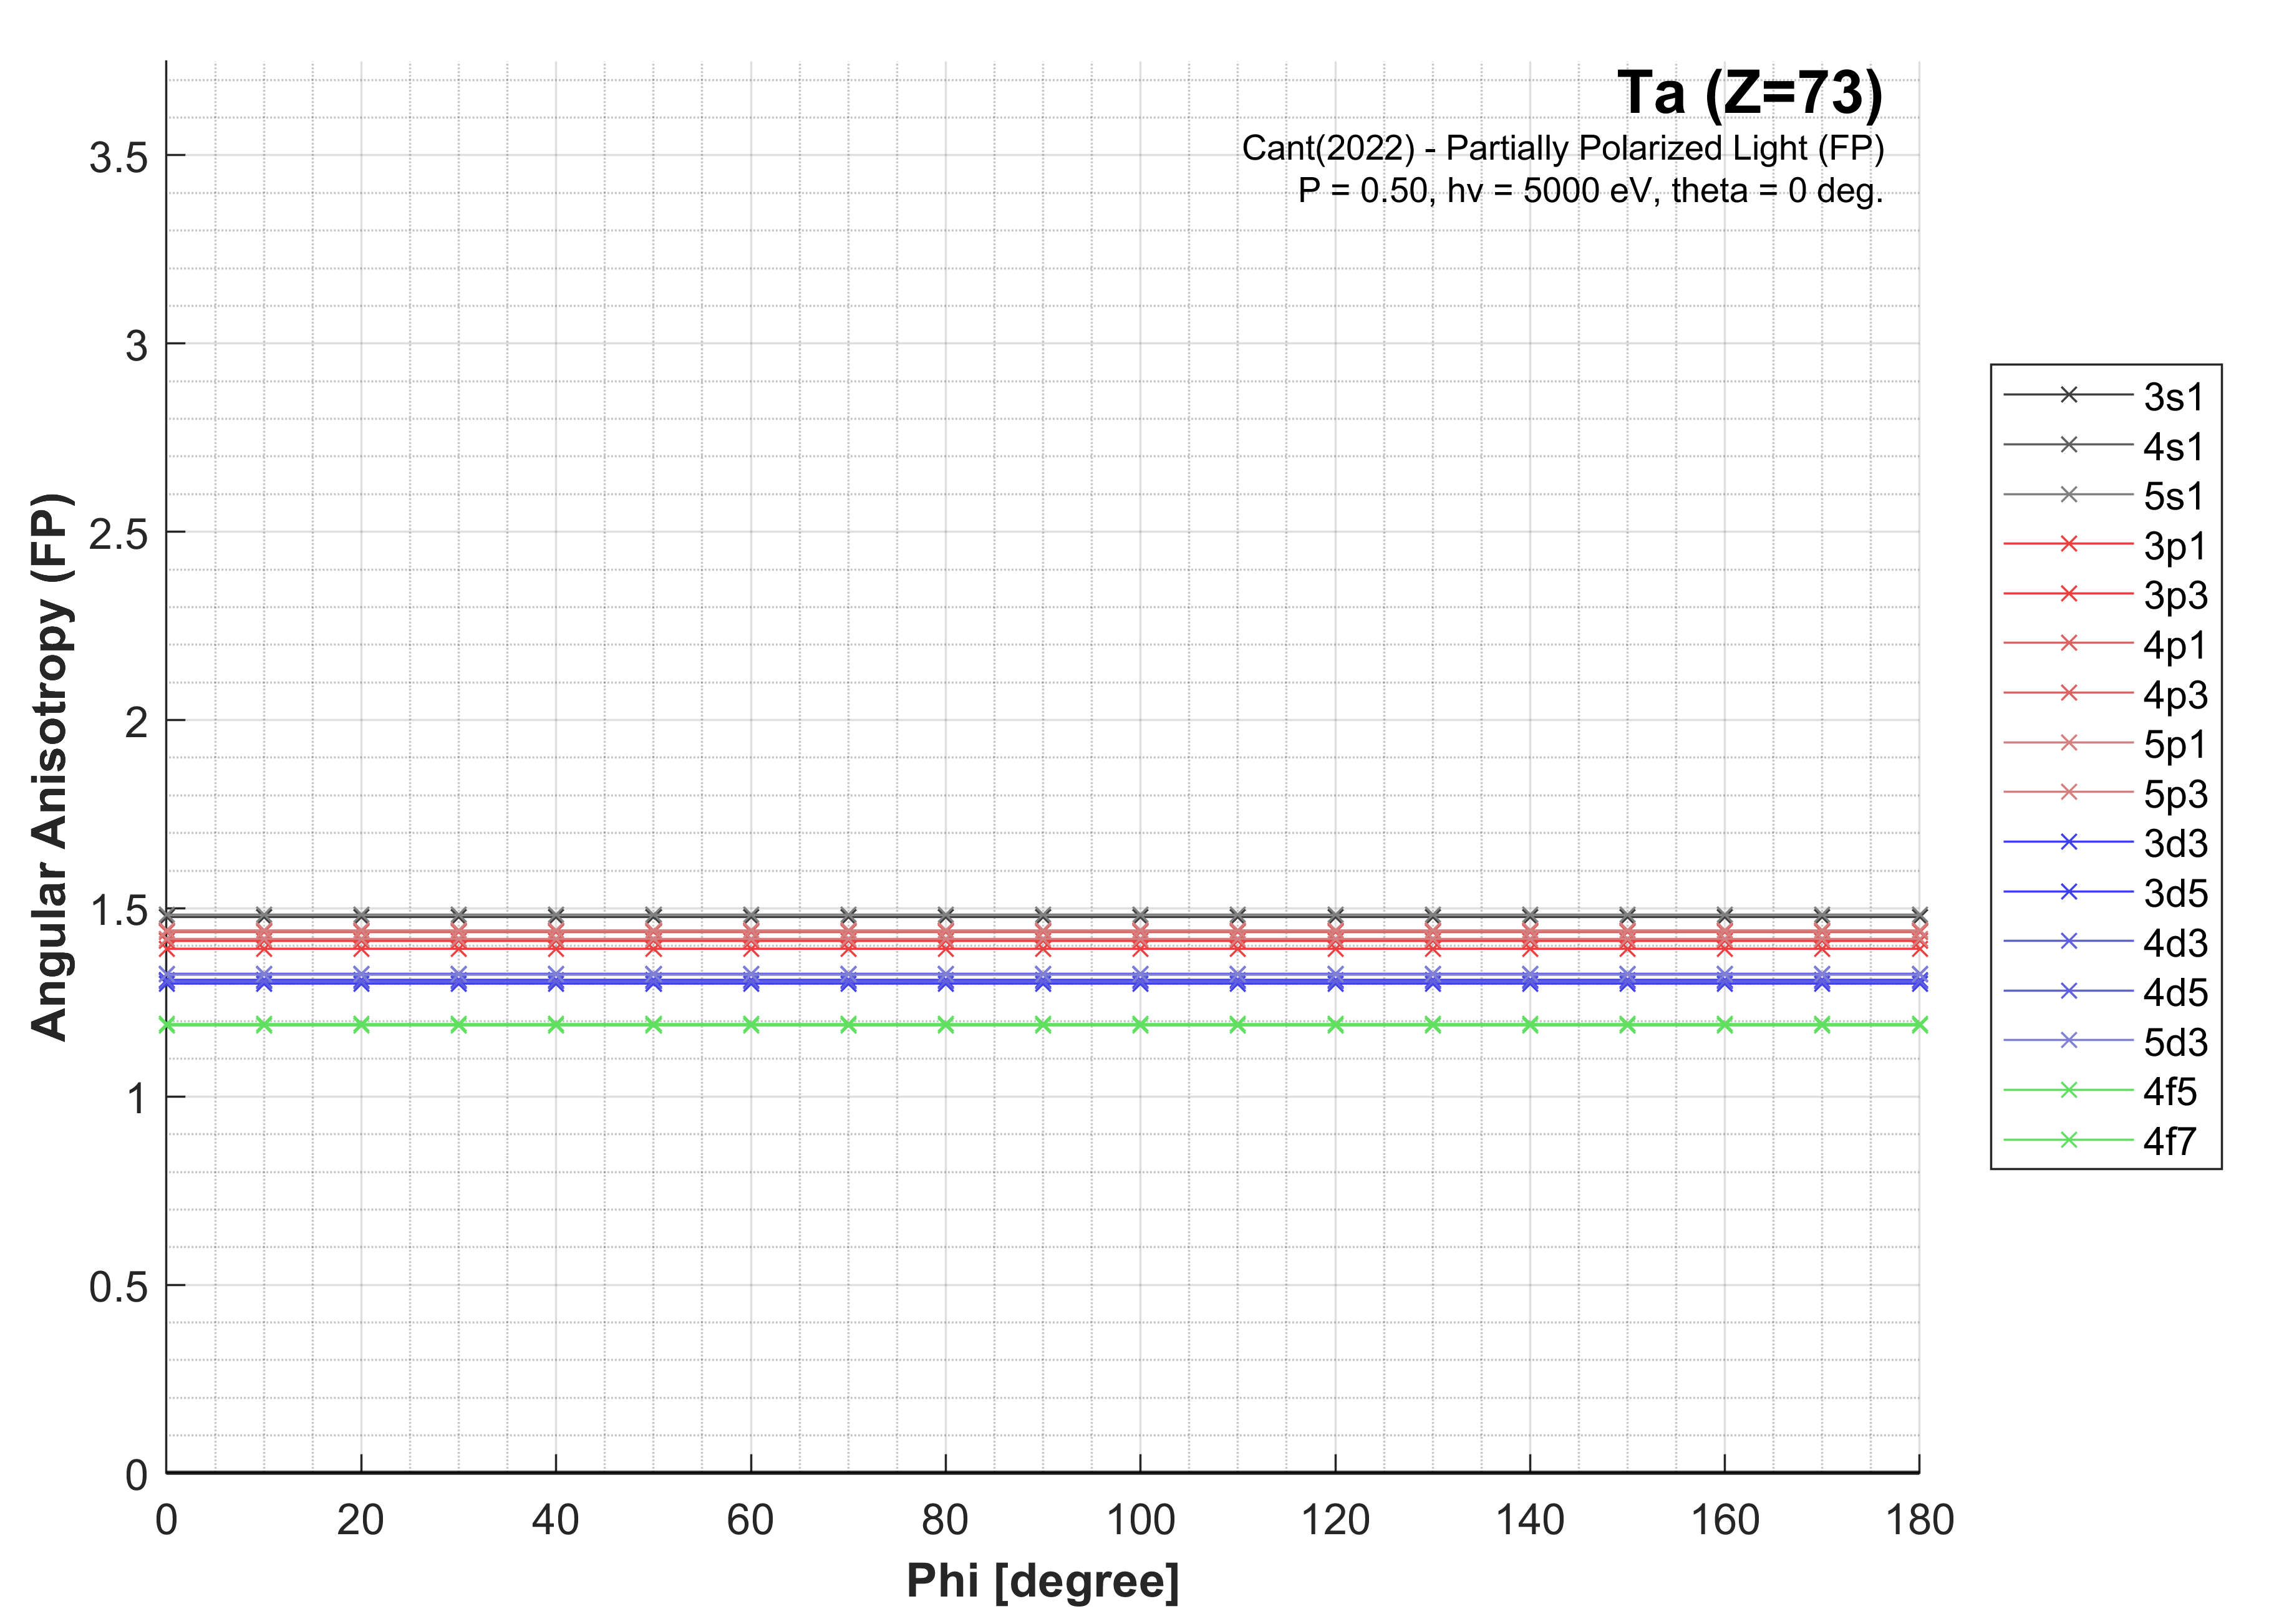 Ta (Z=73)
Cant(2022) - Partially Polarized Light (FP)
P = 0.50, hv = 5000 eV, theta = 0 deg.
Angular Anisotropy (FP)
3.5
3
2.5
2
1.5
1
0.5
0
0 20 40 60 80 100 120 140 160 180
Phi [degree]
3s1
4s1
5s1
3p1
3p3
4p1
4p3
5p1
5p3
3d3
3d5
4d3
4d5
5d3
4f5
4f7